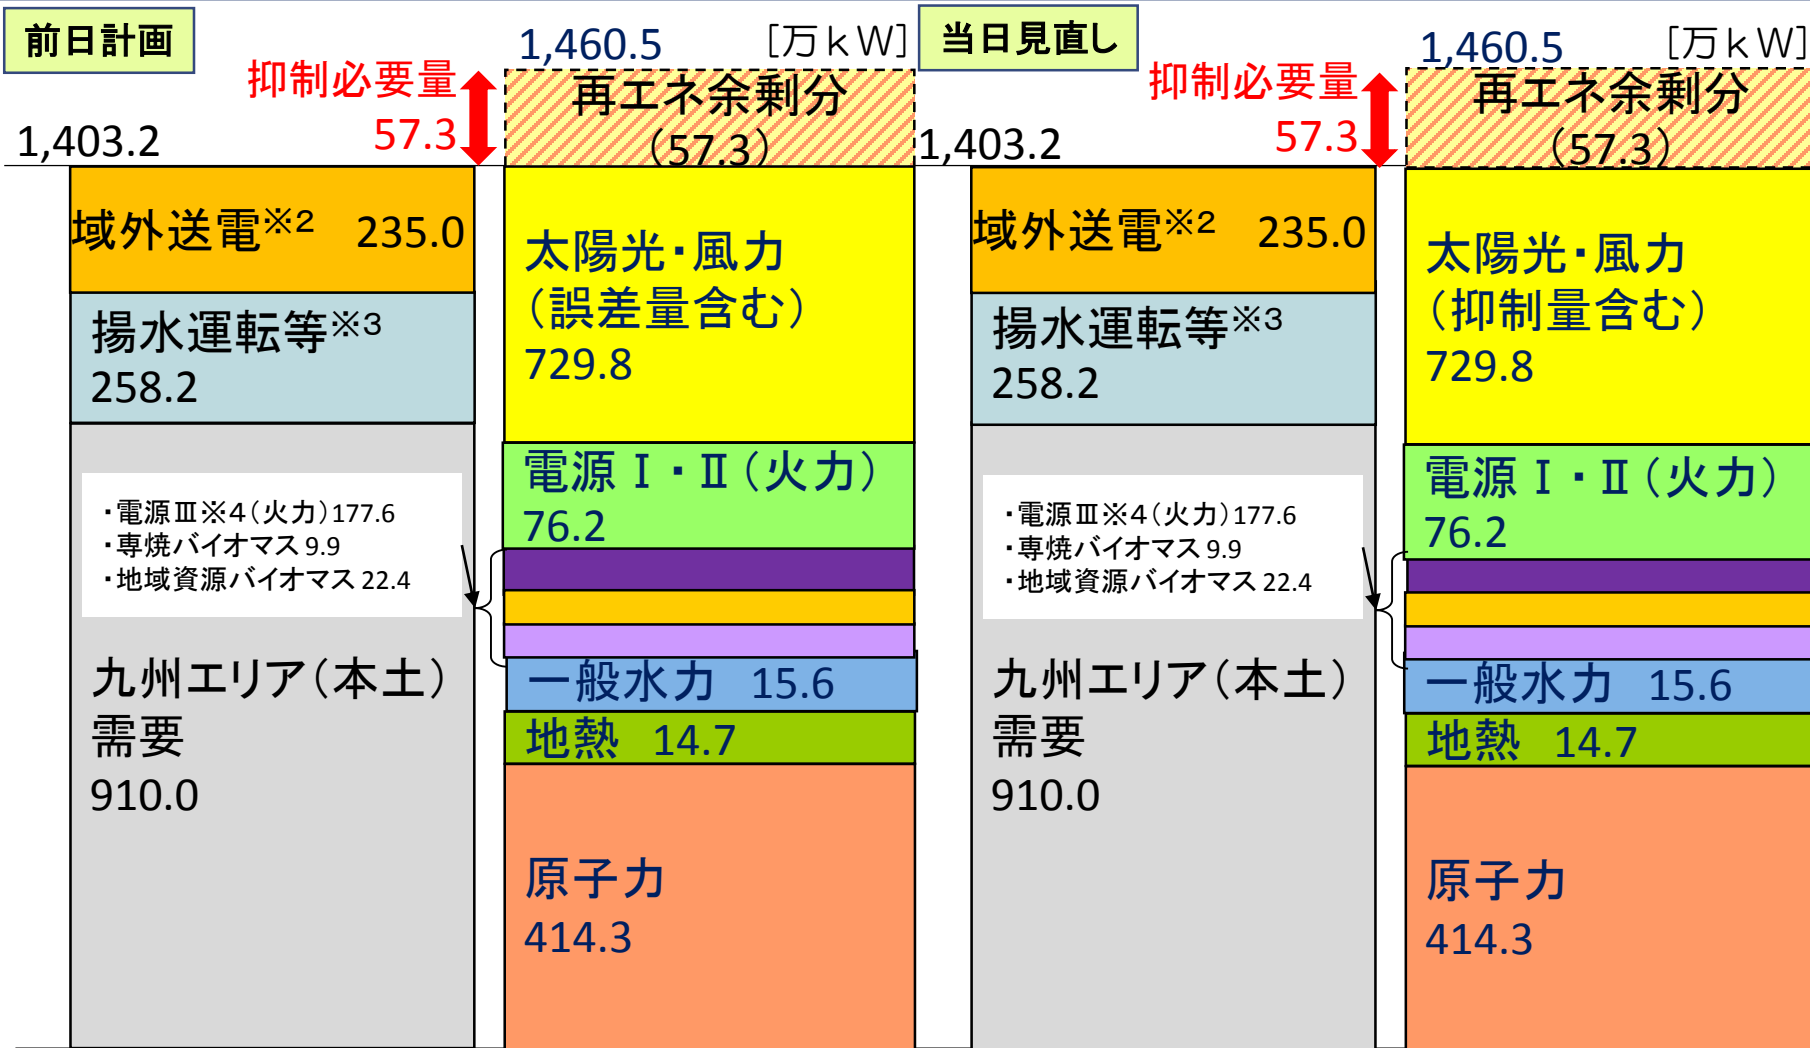 前日計画
1,460.5
[万kW]
抑制必要量
57.3
再エネ余剰分
(57.3)
1,403.2
域外送電※2 235.0
揚水運転等※3
258.2
・電源Ⅲ※4(火力)177.6
・専焼バイオマス 9.9
・地域資源バイオマス 22.4
九州エリア(本土)
需要
910.0
太陽光・風力
(誤差量含む)
729.8
電源Ⅰ・Ⅱ(火力)
76.2
一般水力 15.6
地熱 14.7
原子力
414.3
当日見直し
1,460.5
[万kW]
抑制必要量
57.3
再エネ余剰分
(57.3)
1,403.2
域外送電※2 235.0
揚水運転等※3
258.2
・電源Ⅲ※4(火力)177.6
・専焼バイオマス 9.9
・地域資源バイオマス 22.4
九州エリア(本土)
需要
910.0
太陽光・風力
(抑制量含む)
729.8
電源Ⅰ・Ⅱ(火力)
76.2
一般水力 15.6
地熱 14.7
原子力
414.3